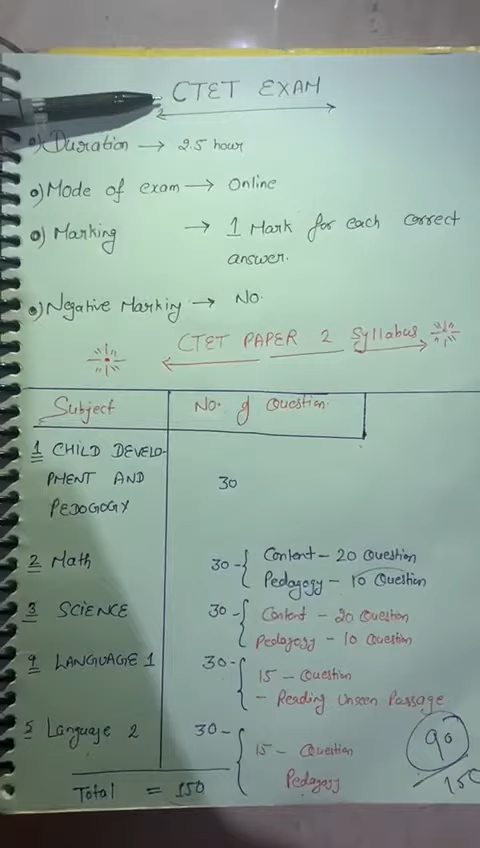 CTET EXAM
Duration → 2.5 hour
Mode of exam → Online
Marking → 1 Mark for each correct
answer.
Negative Marking → No.
CTET PAPER 2 Syllabus
Subject No. of Question
1 CHILD DEVELO-
PMENT AND 30
PEDOGOGY
2 Math 30 - { Content - 20 Question
Pedagogy - 10 Question
3 SCIENCE 30 - { Content - 20 Question
Pedagogy - 10 Question
4 LANGUAGE 1 30 - { 15 - Question
- Reading Unseen Passage
5 Language 2 30 - { 15 - Question
Pedagogy
90
150
Total = 150